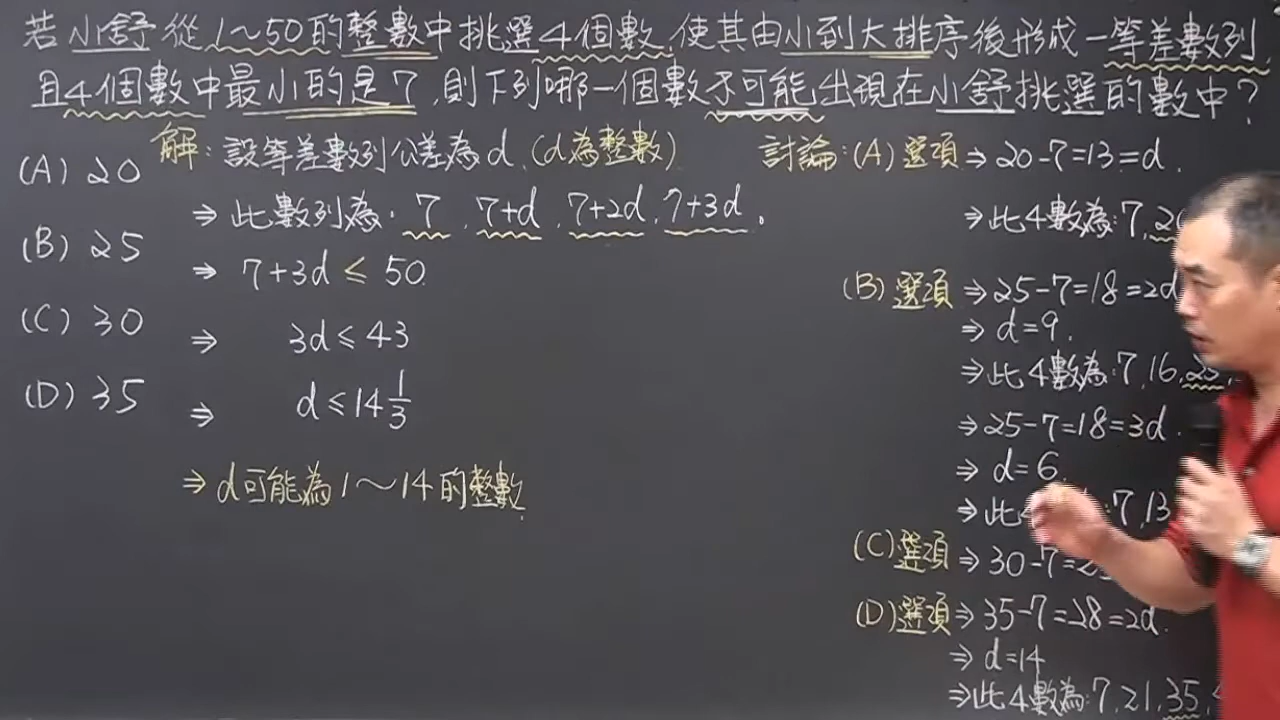 若小舒從1~50的整數中挑選4個數,使其由小到大排序後形成一等差數列,
且4個數中最小的是7,則下列哪一個數不可能出現在小舒挑選的數中?
(A) 20
(B) 25
(C) 30
(D) 35
解:設等差數列公差為d.(d為整數)
⇒此數列為.7,7+d,7+2d,7+3d.
⇒ 7+3d ≤ 50.
⇒ 3d ≤ 43
⇒ d ≤ 14 1/3
⇒ d可能為1~14的整數.
討論:(A)選項⇒20-7=13=d.
⇒此4數為:7,20
(B)選項⇒25-7=18=2d
⇒ d=9.
⇒此4數為:7,16,25,
⇒25-7=18=3d.
⇒ d=6.
⇒此 7,13
(C)選項⇒30-7=
(D)選項⇒35-7=28=2d.
⇒ d=14
⇒此4數為:7,21,35,